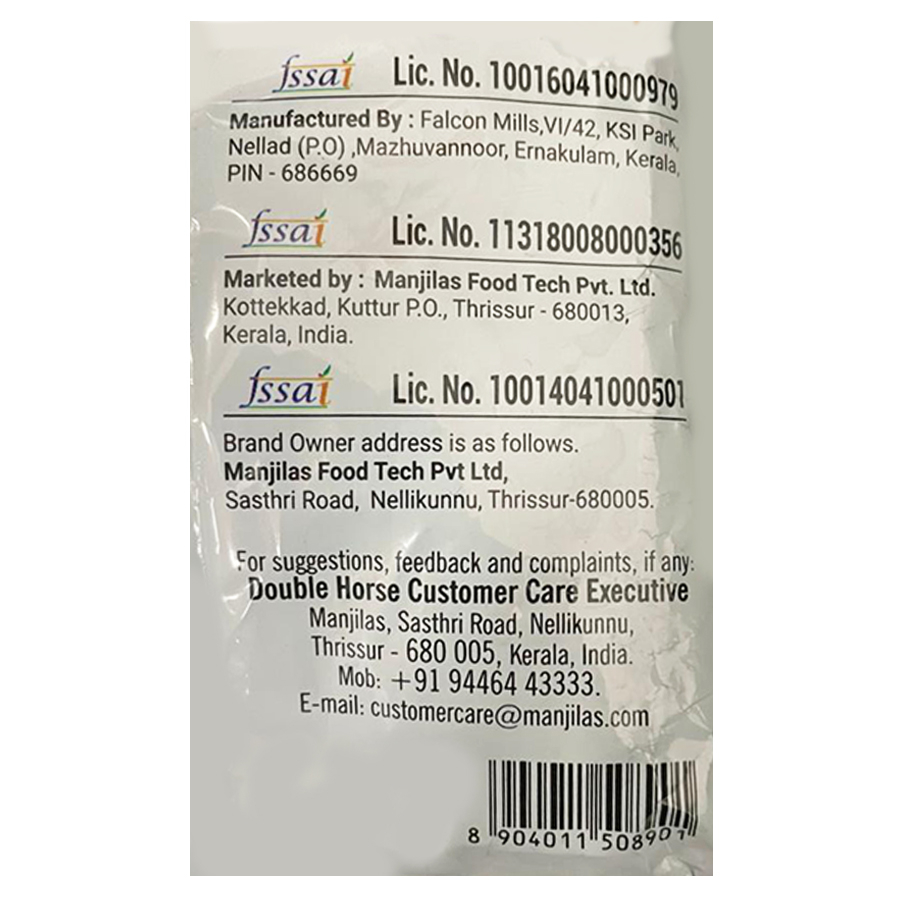 fssai Lic. No. 10016041000979
Manufactured By : Falcon Mills,VI/42, KSI Park,
Nellad (P.O) ,Mazhuvannoor, Ernakulam, Kerala,
PIN - 686669
fssai Lic. No. 11318008000356
Marketed by : Manjilas Food Tech Pvt. Ltd.
Kottekkad, Kuttur P.O., Thrissur - 680013,
Kerala, India.
fssai Lic. No. 10014041000501
Brand Owner address is as follows.
Manjilas Food Tech Pvt Ltd,
Sasthri Road, Nellikunnu, Thrissur-680005.
For suggestions, feedback and complaints, if any:
Double Horse Customer Care Executive
Manjilas, Sasthri Road, Nellikunnu,
Thrissur - 680 005, Kerala, India.
Mob: +91 94464 43333.
E-mail: customercare@manjilas.com
8 904011 508901